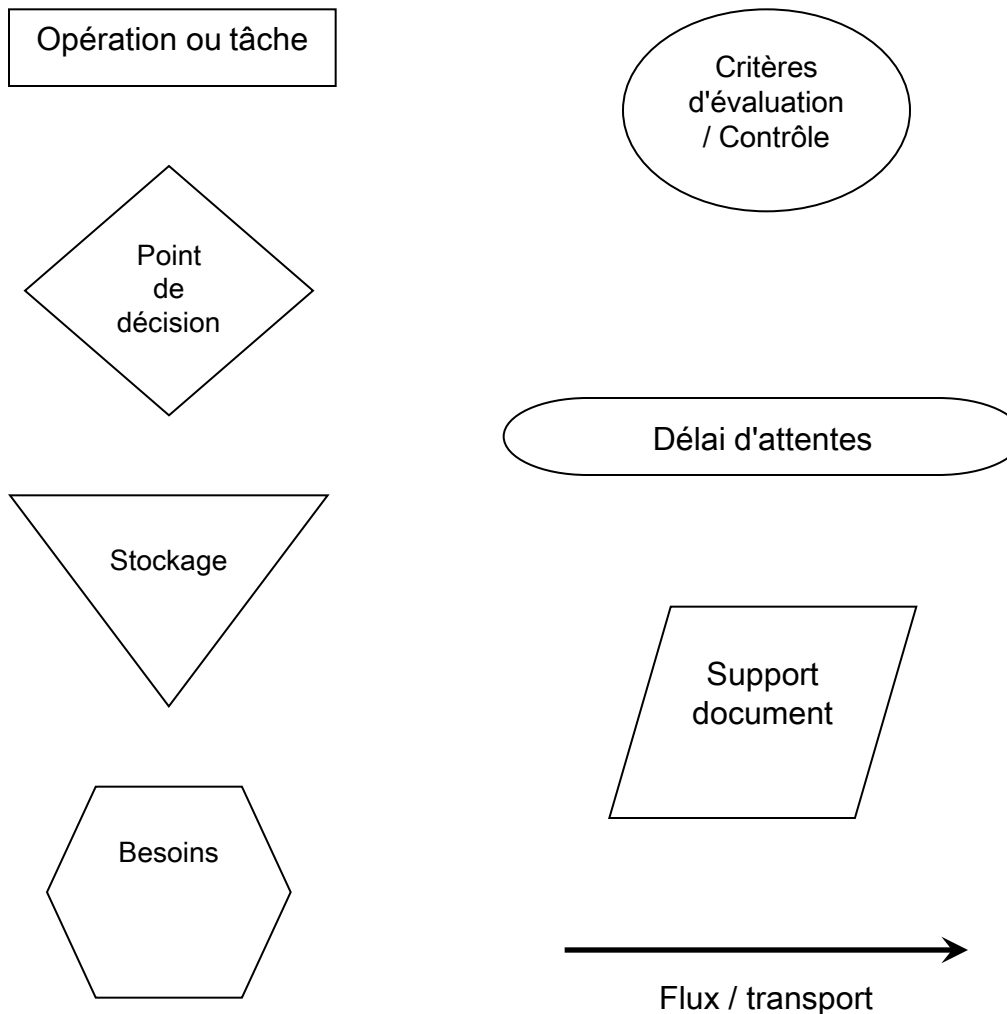 Opération ou tâche
Critères
d'évaluation
/ Contrôle
Point
de
décision
Délai d'attentes
Stockage
Support
document
Besoins
Flux / transport